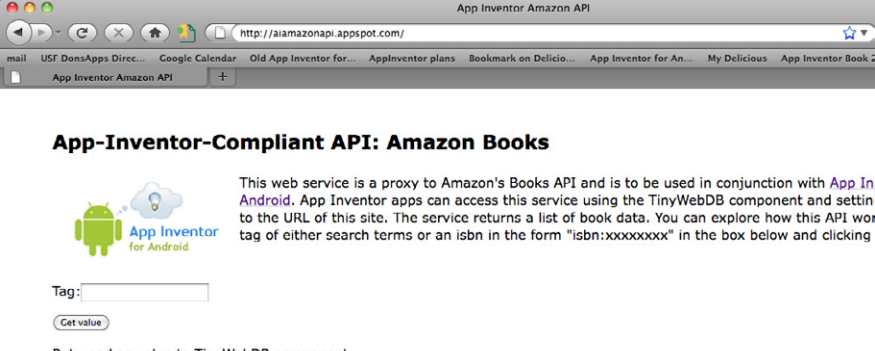 App Inventor Amazon API
http://aiamazonapi.appspot.com/
mail USF DonsApps Direc... Google Calendar Old App Inventor for... AppInventor plans Bookmark on Delicio... App Inventor for An... My Delicious App Inventor Book 2
App Inventor Amazon API +
App-Inventor-Compliant API: Amazon Books
This web service is a proxy to Amazon's Books API and is to be used in conjunction with App In
Android. App Inventor apps can access this service using the TinyWebDB component and settin
to the URL of this site. The service returns a list of book data. You can explore how this API wor
tag of either search terms or an isbn in the form "isbn:xxxxxxxx" in the box below and clicking
App Inventor
for Android
Tag:
Get value